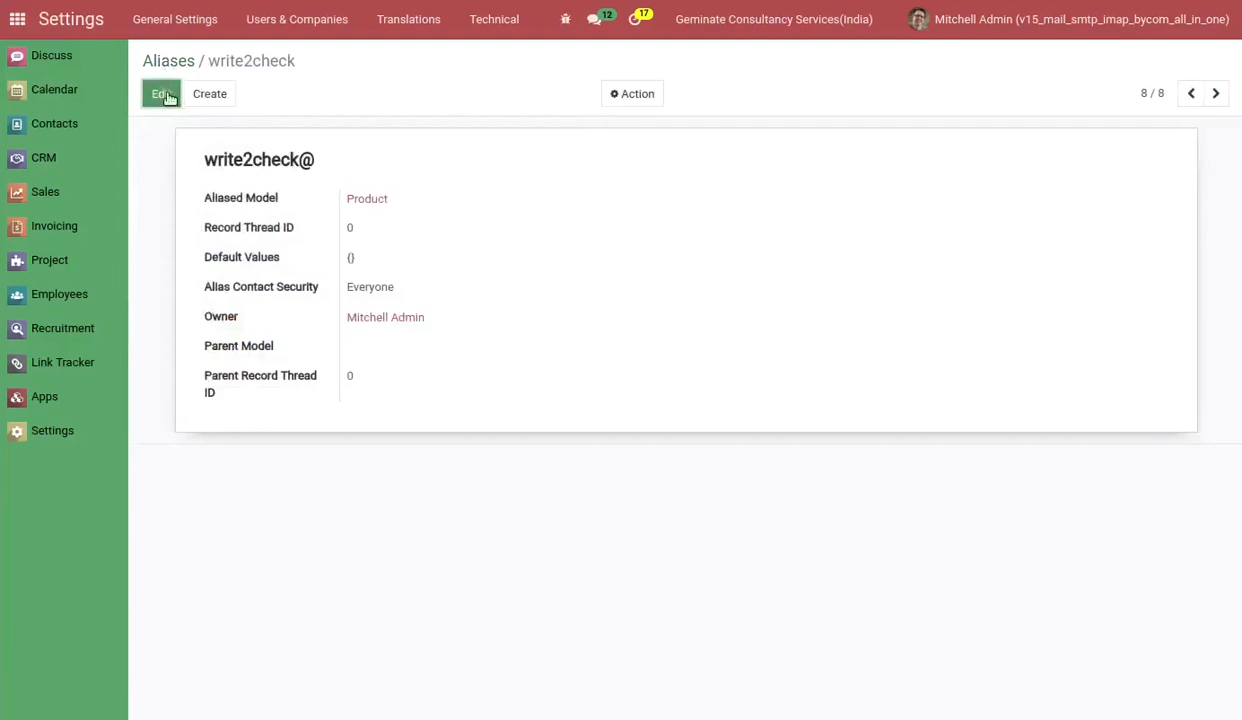 Settings General Settings Users & Companies Translations Technical 12 17 Geminate Consultancy Services(India) Mitchell Admin (v15_mail_smtp_imap_bycom_all_in_one)
Discuss
Calendar
Contacts
CRM
Sales
Invoicing
Project
Employees
Recruitment
Link Tracker
Apps
Settings
Aliases / write2check
Create Action 8 / 8
write2check@
Aliased Model Product
Record Thread ID 0
Default Values {}
Alias Contact Security Everyone
Owner Mitchell Admin
Parent Model
Parent Record Thread 0
ID